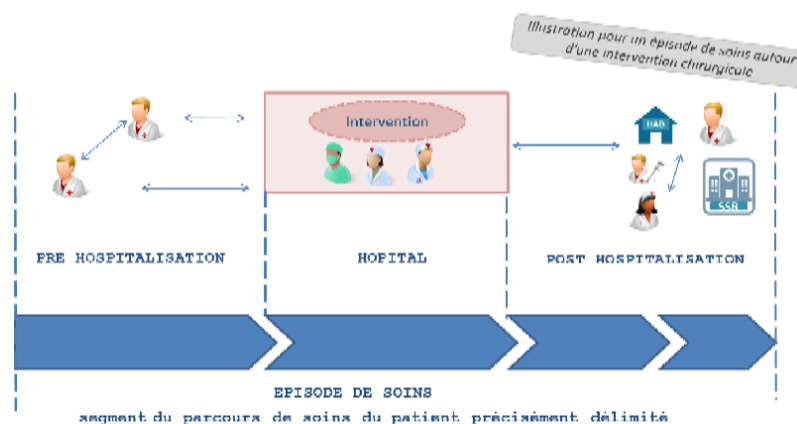 Illustration pour un épisode de soins autour
d'une intervention chirurgicale
Intervention
HAD
SSR
PRE HOSPITALISATION
HOPITAL
POST HOSPITALISATION
EPISODE DE SOINS
segment du parcours de soins du patient précisément délimité